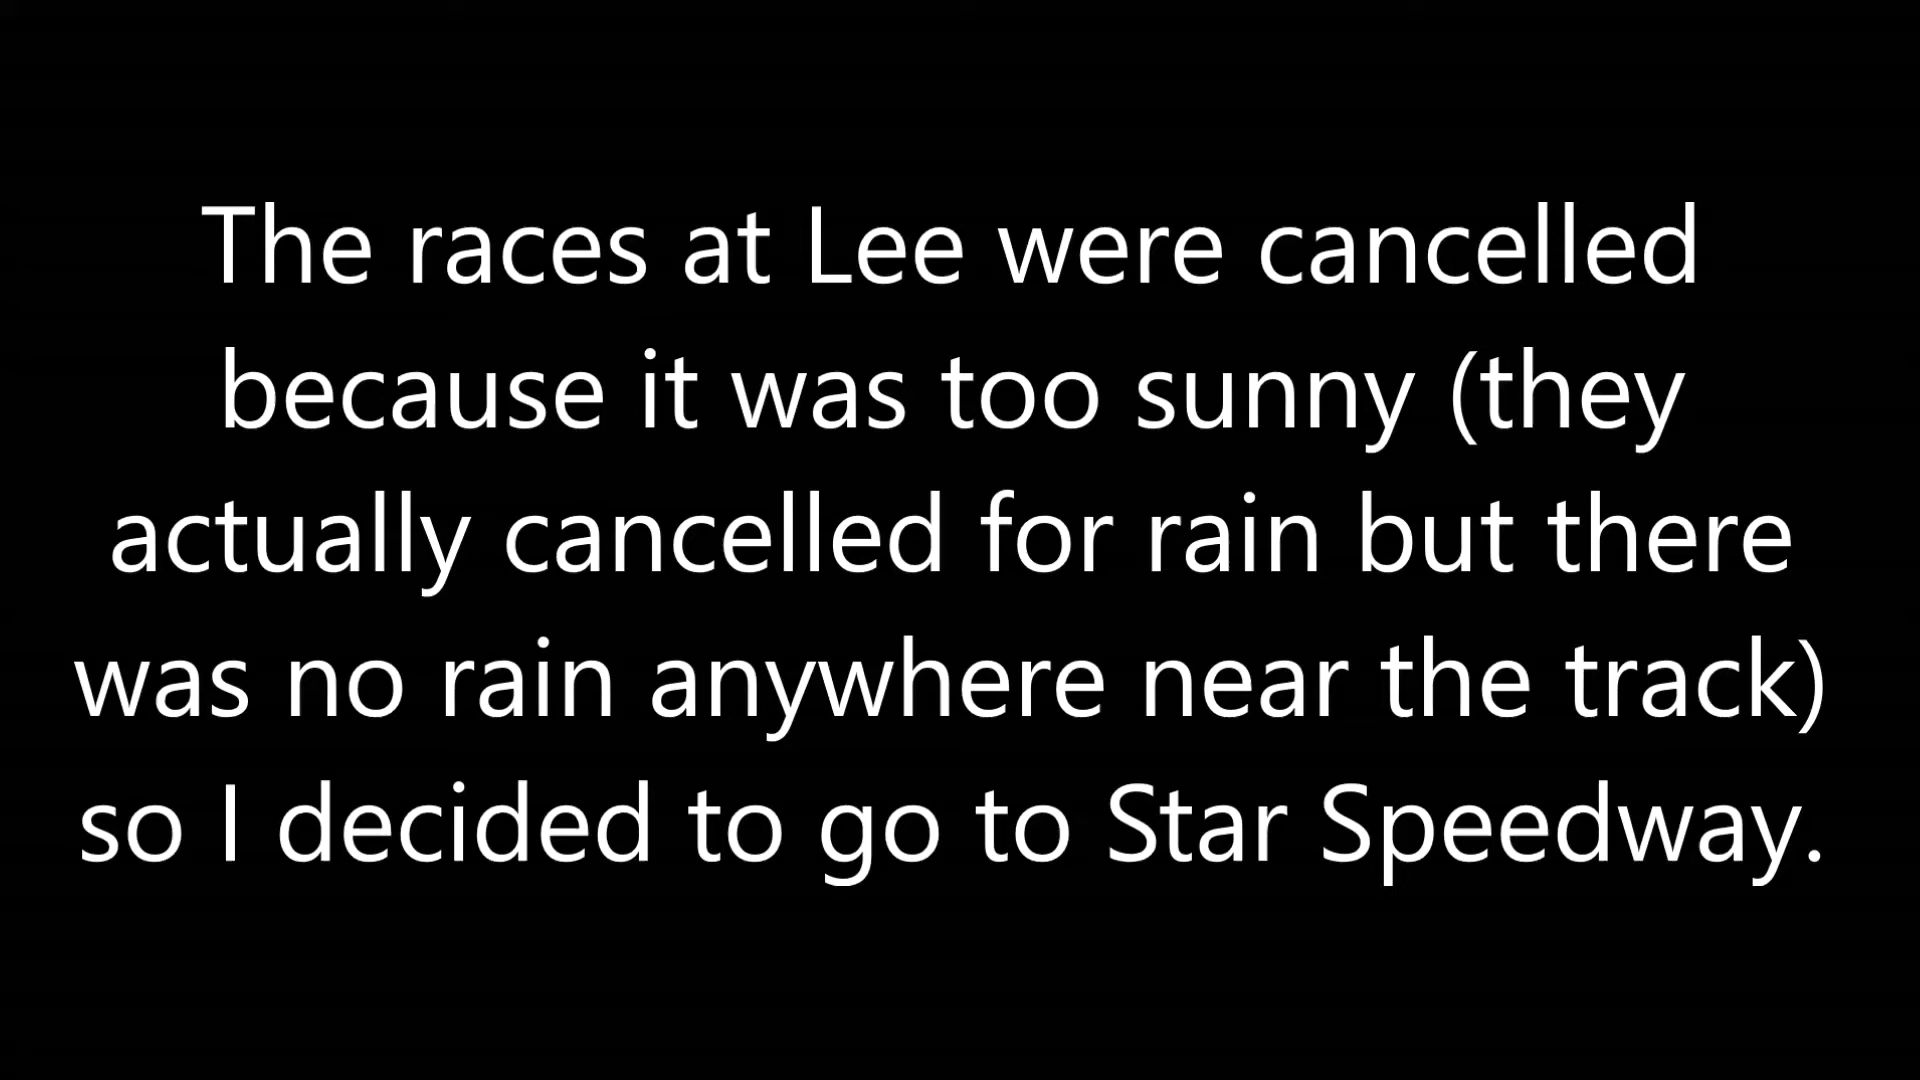 The races at Lee were cancelled
because it was too sunny (they
actually cancelled for rain but there
was no rain anywhere near the track)
so I decided to go to Star Speedway.